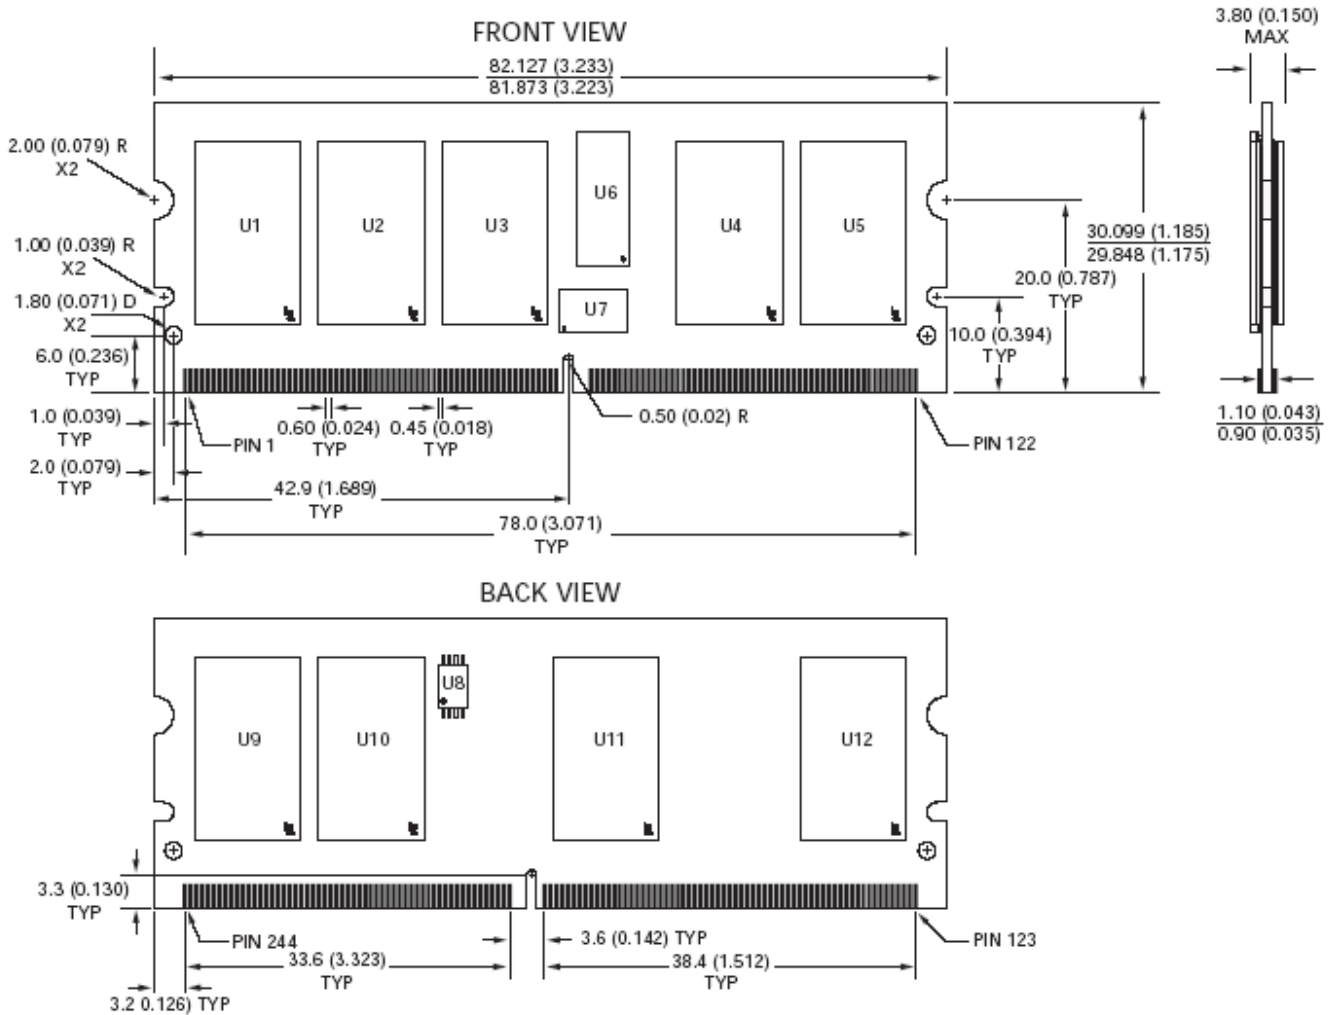 FRONT VIEW
3.80 (0.150)
MAX
82.127 (3.233)
81.873 (3.223)
2.00 (0.079) R
X2
U1
U2
U3
U6
U4
U5
30.099 (1.185)
29.848 (1.175)
1.00 (0.039) R
X2
20.0 (0.787)
TYP
1.80 (0.071) D
X2
U7
10.0 (0.394)
TYP
6.0 (0.236)
TYP
1.0 (0.039)
TYP
PIN 1
0.60 (0.024)
TYP
0.45 (0.018)
TYP
0.50 (0.02) R
PIN 122
1.10 (0.043)
0.90 (0.035)
2.0 (0.079)
TYP
42.9 (1.689)
TYP
78.0 (3.071)
TYP
BACK VIEW
U8
U9
U10
U11
U12
3.3 (0.130)
TYP
PIN 244
3.6 (0.142) TYP
PIN 123
33.6 (3.323)
TYP
38.4 (1.512)
TYP
3.2 0.126) TYP